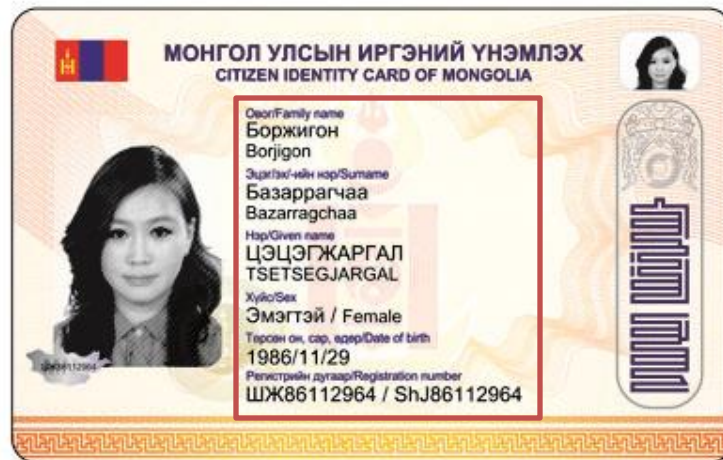 МОНГОЛ УЛСЫН ИРГЭНИЙ ҮНЭМЛЭХ
CITIZEN IDENTITY CARD OF MONGOLIA
Овог/Family name
Боржигон
Borjigon
Эцэг/эх/-ийн нэр/Surname
Базаррагчаа
Bazarragchaa
Нэр/Given name
ЦЭЦЭГЖАРГАЛ
TSETSEGJARGAL
Хүйс/Sex
Эмэгтэй / Female
Төрсөн он, сар, өдөр/Date of birth
1986/11/29
Регистрийн дугаар/Registration number
ШЖ86112964 / ShJ86112964
ШЖ86112964